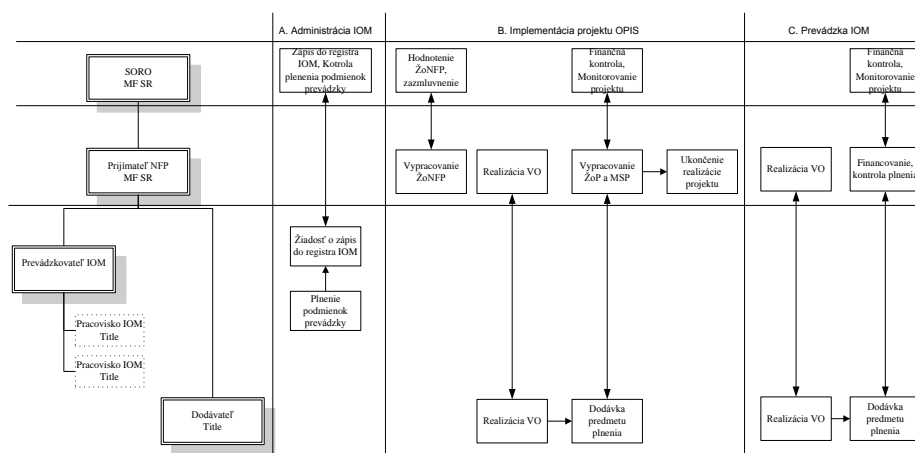 A. Administrácia IOM
B. Implementácia projektu OPIS
C. Prevádzka IOM
SORO
MF SR
Zápis do registra
IOM, Kotrola
plenenia podmienok
prevádzky
Hodnotenie
ŽoNFP,
zazmluvnenie
Finančná
kontrola,
Monitorovanie
projektu
Finančná
kontrola,
Monitorovanie
projektu
Prijímateľ NFP
MF SR
Vypracovanie
ŽoNFP
Realizácia VO
Vypracovanie
ŽoP a MSP
Ukončenie
realizácie
projektu
Realizácia VO
Financovanie,
kontrola plnenia
Prevádzkovateľ IOM
Žiadosť o zápis
do registra IOM
Plnenie
podmienok
prevádzky
Pracovisko IOM
Title
Pracovisko IOM
Title
Dodávateľ
Title
Realizácia VO
Dodávka
predmetu
plnenia
Realizácia VO
Dodávka
predmetu
plnenia